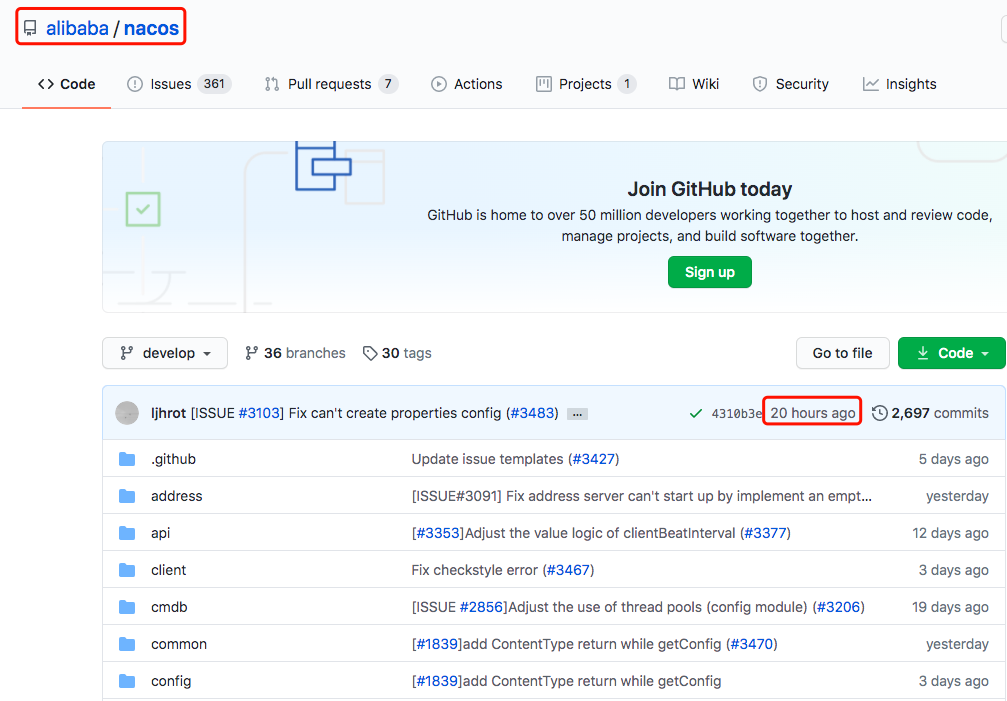 alibaba / nacos
Code Issues 361 Pull requests 7 Actions Projects 1 Wiki Security Insights
Join GitHub today
GitHub is home to over 50 million developers working together to host and review code,
manage projects, and build software together.
Sign up
develop 36 branches 30 tags Go to file Code
ljhrot [ISSUE #3103] Fix can't create properties config (#3483) ... 4310b3e 20 hours ago 2,697 commits
.github Update issue templates (#3427) 5 days ago
address [ISSUE#3091] Fix address server can't start up by implement an empt... yesterday
api [#3353]Adjust the value logic of clientBeatInterval (#3377) 12 days ago
client Fix checkstyle error (#3467) 3 days ago
cmdb [ISSUE #2856]Adjust the use of thread pools (config module) (#3206) 19 days ago
common [#1839]add ContentType return while getConfig (#3470) yesterday
config [#1839]add ContentType return while getConfig 3 days ago